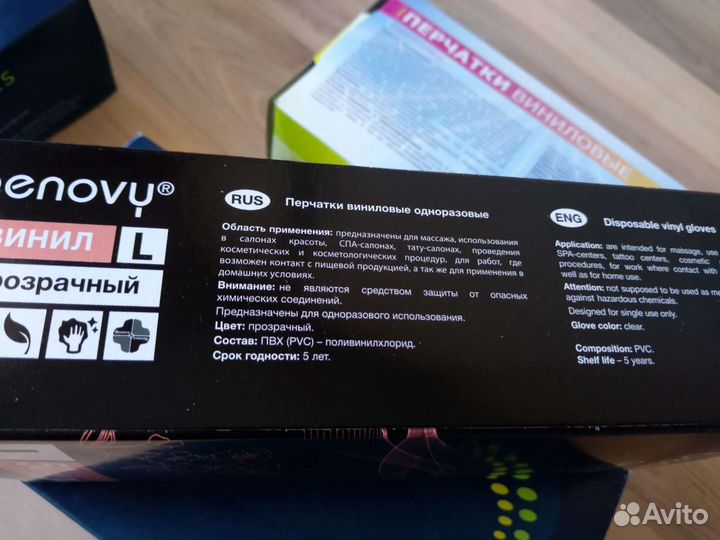 ПЕРЧАТКИ ВИНИЛОВЫЕ
benovy®
ВИНИЛ
L
прозрачный
RUS
Перчатки виниловые одноразовые
Область применения: предназначены для массажа, использования
в салонах красоты, СПА-салонах, тату-салонах, проведения
косметических и косметологических процедур, для работ, где
возможен контакт с пищевой продукцией, а так же для применения в
домашних условиях.
Внимание: не являются средством защиты от опасных
химических соединений.
Предназначены для одноразового использования.
Цвет: прозрачный.
Состав: ПВХ (PVC) – поливинилхлорид.
Срок годности: 5 лет.
ENG
Disposable vinyl gloves
Application: are intended for massage, use
SPA-centers, tattoo centers, cosmetic
procedures, for work where contact with
well as for home use.
Attention: not supposed to be used as
against hazardous chemicals.
Designed for single use only.
Glove color: clear.
Composition: PVC.
Shelf life – 5 years.
Avito